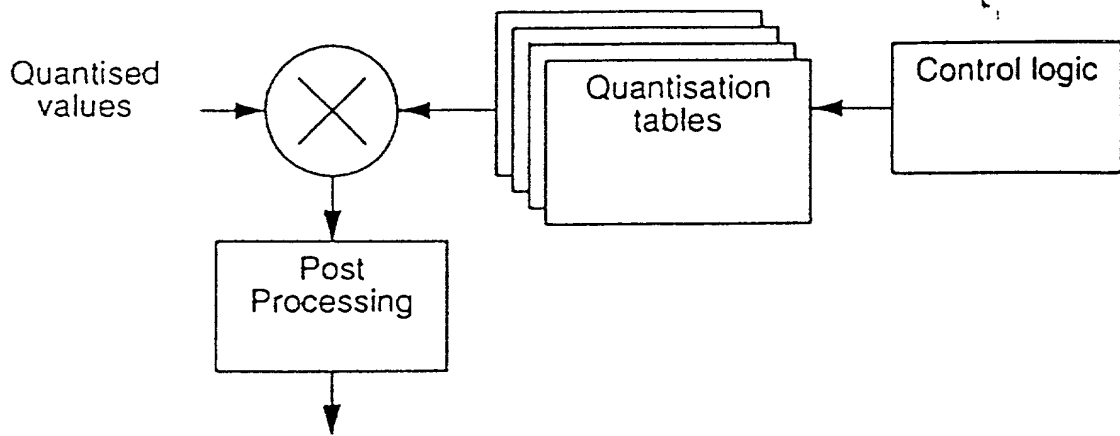 Quantised
values
Quantisation
tables
Control logic
Post
Processing